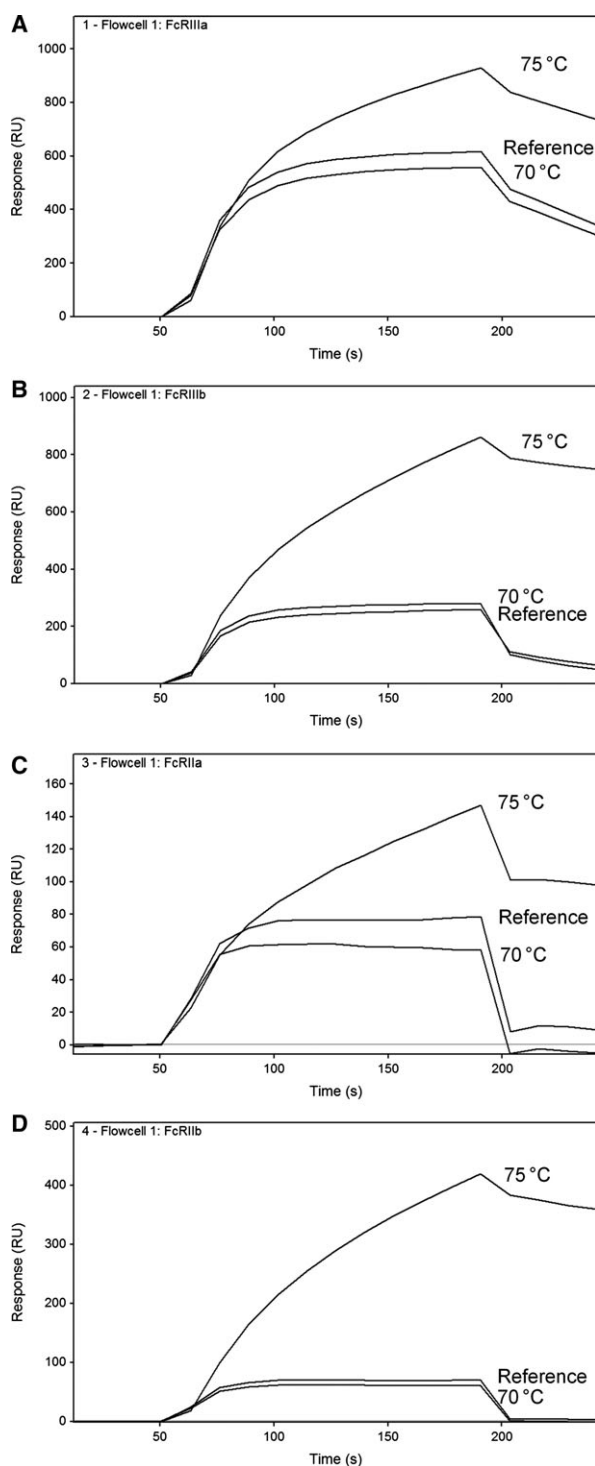 A
1 - Flowcell 1: FcRIIIa
1000
800
600
400
200
0
Response (RU)
75 °C
Reference
70 °C
50
100
150
200
Time (s)
B
2 - Flowcell 1: FcRIIIb
1000
800
600
400
200
0
Response (RU)
75 °C
70 °C
Reference
50
100
150
200
Time (s)
C
3 - Flowcell 1: FcRIIa
160
140
120
100
80
60
40
20
0
Response (RU)
75 °C
Reference
70 °C
50
100
150
200
Time (s)
D
4 - Flowcell 1: FcRIIb
500
400
300
200
100
0
Response (RU)
75 °C
Reference
70 °C
50
100
150
200
Time (s)